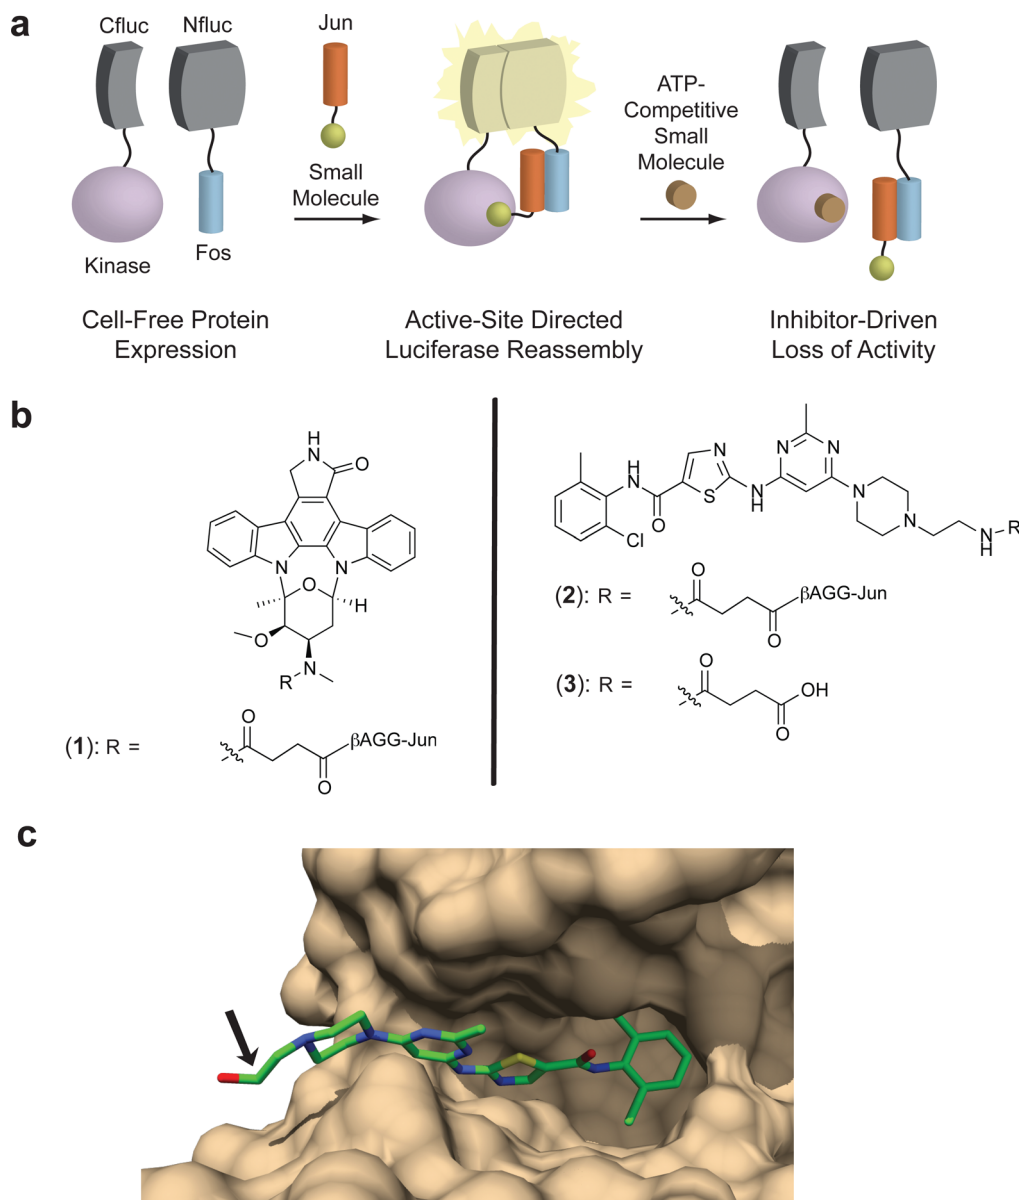 a
Cfluc
Nfluc
Jun
Small
Molecule
Kinase
Fos
ATP-
Competitive
Small
Molecule
Cell-Free Protein
Expression
Active-Site Directed
Luciferase Reassembly
Inhibitor-Driven
Loss of Activity
b
H
N
O
N
N
O
H
O
N
R
(1): R =
O
O
βAGG-Jun
H
N
O
Cl
N
S
N
H
N
N
N
N
N
H
R
(2): R =
O
O
βAGG-Jun
(3): R =
O
OH
O
c